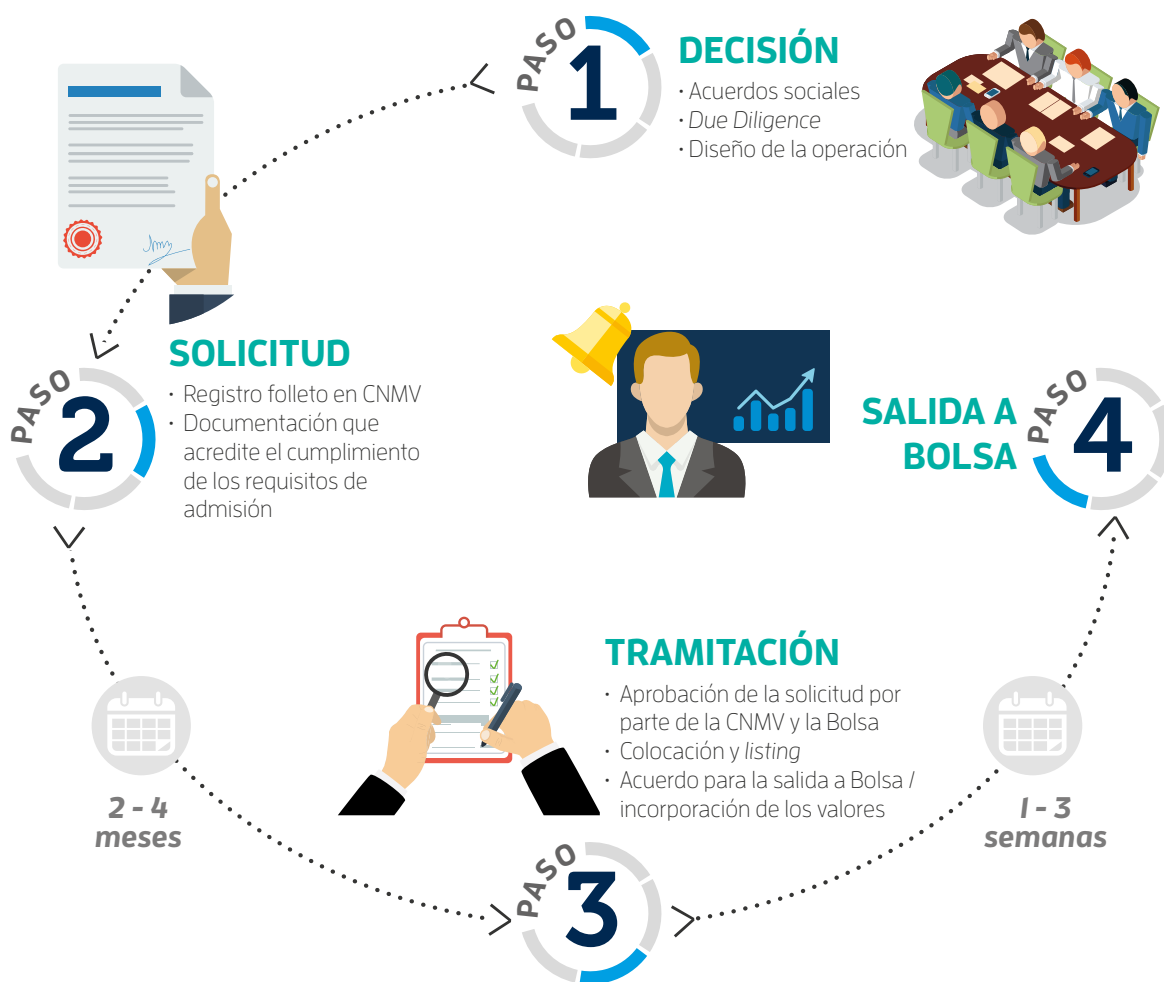 PASO
1
DECISIÓN
· Acuerdos sociales
· Due Diligence
· Diseño de la operación
PASO
2
SOLICITUD
· Registro folleto en CNMV
· Documentación que
acredite el cumplimiento
de los requisitos de
admisión
2 - 4
meses
PASO
3
TRAMITACIÓN
· Aprobación de la solicitud por
parte de la CNMV y la Bolsa
· Colocación y listing
· Acuerdo para la salida a Bolsa /
incorporación de los valores
1 - 3
semanas
PASO
4
SALIDA A
BOLSA